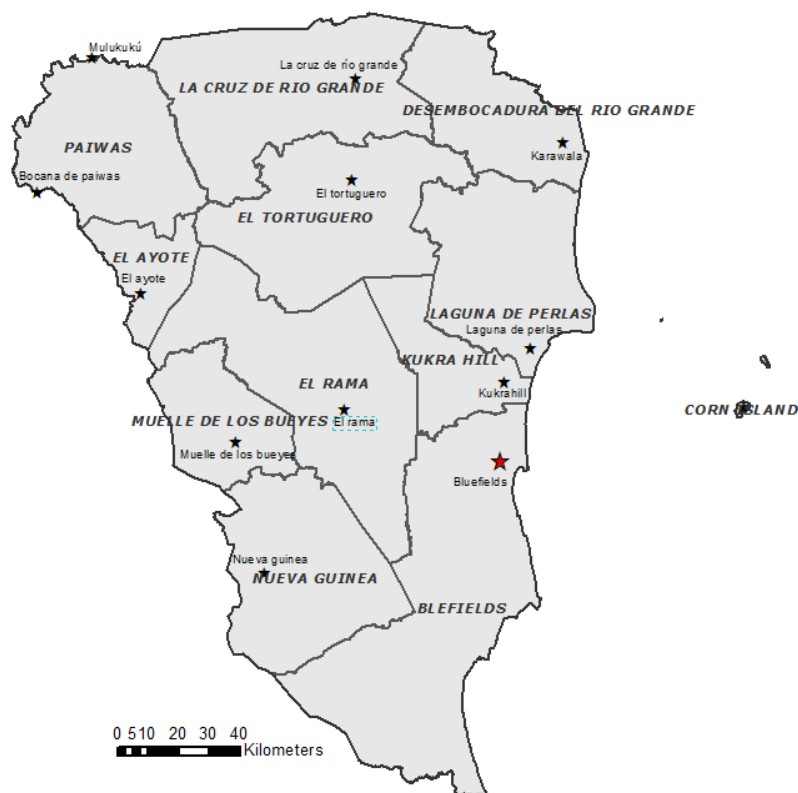 Mulukukú
La cruz de río grande
LA CRUZ DE RIO GRANDE
DESEMBOCADURA DEL RIO GRANDE
PAIWAS
Karawala
Bocana de paiwas
El tortuguero
EL TORTUGUERO
EL AYOTE
El ayote
LAGUNA DE PERLAS
Laguna de perlas
KUKRA HILL
Kukrahill
EL RAMA
El rama
CORN ISLAND
MUELLE DE LOS BUEYES
Muelle de los bueyes
Bluefields
Nueva guinea
NUEVA GUINEA
BLEFIELDS
0 5 10 20 30 40
Kilometers